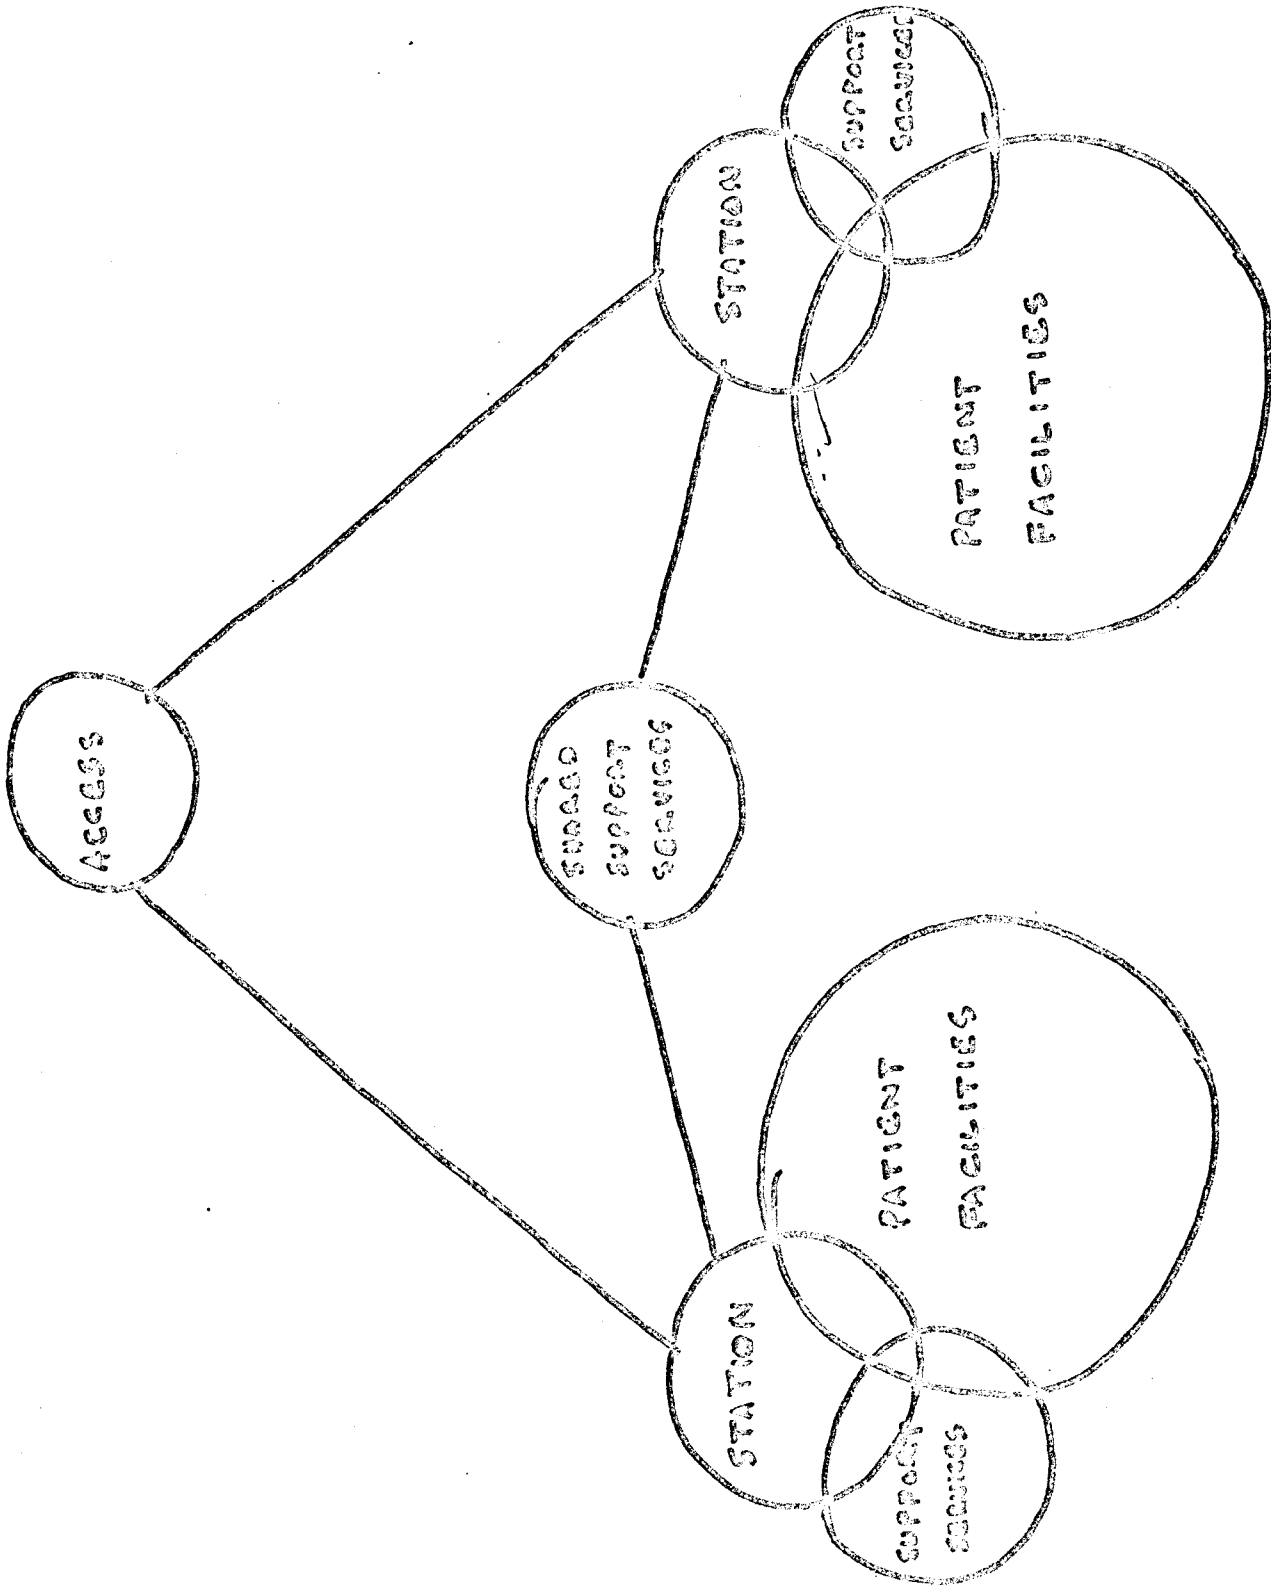 ACCESS
STATION
SHARED
SUPPORT
SERVICES
STATION
SUPPORT
SERVICES
PATIENT
FACILITIES
PATIENT
FACILITIES
SUPPORT
SERVICES